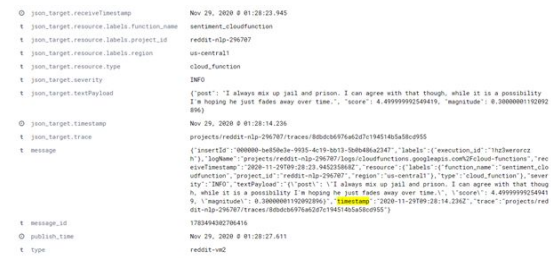 json_target.receiveTimestamp Nov 29, 2020 @ 01:28:23.945
t json_target.resource.labels.function_name sentiment_cloudfunction
t json_target.resource.labels.project_id reddit-nlp-296707
t json_target.resource.labels.region us-central1
t json_target.resource.type cloud_function
t json_target.severity INFO
t json_target.textPayload {"post": "I always mix up jail and prison. I can agree with that though, while it is a possibility
I'm hoping he just fades away over time.", "score": 4.499999992549419, "magnitude": 0.30000001192092
896}
json_target.timestamp Nov 29, 2020 @ 01:28:14.236
t json_target.trace projects/reddit-nlp-296707/traces/8dbdcb6976a62d7c194514b5a58cd955
t message {"insertId":"000000-be850e3e-9935-4c19-bb13-5b0b486a2347","labels":{"execution_id":"1hz3wersrcz
h"},"logName":"projects/reddit-nlp-296707/logs/cloudfunctions.googleapis.com%2Fcloud-functions","rec
eiveTimestamp":"2020-11-29T09:28:23.945235868Z","resource":{"labels":{"function_name":"sentiment_clo
udfunction","project_id":"reddit-nlp-296707","region":"us-central1"},"type":"cloud_function"},"sever
ity":"INFO","textPayload":"{\"post\": \"I always mix up jail and prison. I can agree with that thoug
h, while it is a possibility I'm hoping he just fades away over time.\", \"score\": 4.49999999254941
9, \"magnitude\": 0.30000001192092896}","timestamp":"2020-11-29T09:28:14.236Z","trace":"projects/red
dit-nlp-296707/traces/8dbdcb6976a62d7c194514b5a58cd955"}
t message_id 1783494302706416
publish_time Nov 29, 2020 @ 01:28:27.611
t type reddit-vm2